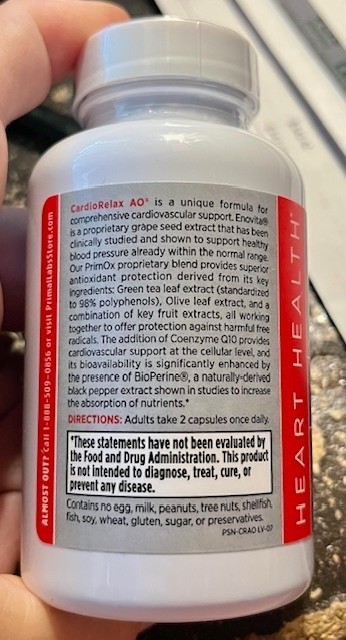 CardioRelax AO® is a unique formula for
comprehensive cardiovascular support. Enovita®
is a proprietary grape seed extract that has been
clinically studied and shown to support healthy
blood pressure already within the normal range.
Our PrimOx proprietary blend provides superior
antioxidant protection derived from its key
ingredients: Green tea leaf extract (standardized
to 98% polyphenols), Olive leaf extract, and a
combination of key fruit extracts, all working
together to offer protection against harmful free
radicals. The addition of Coenzyme Q10 provides
cardiovascular support at the cellular level, and
its bioavailability is significantly enhanced by
the presence of BioPerine®, a naturally-derived
black pepper extract shown in studies to increase
the absorption of nutrients.*
DIRECTIONS: Adults take 2 capsules once daily.
*These statements have not been evaluated by
the Food and Drug Administration. This product
is not intended to diagnose, treat, cure, or
prevent any disease.
Contains no egg, milk, peanuts, tree nuts, shellfish,
fish, soy, wheat, gluten, sugar, or preservatives.
PSN-CRAO LV-07
ALMOST OUT? Call 1-888-509-0856 or visit PrimalLabsStore.com
HEART HEALTH